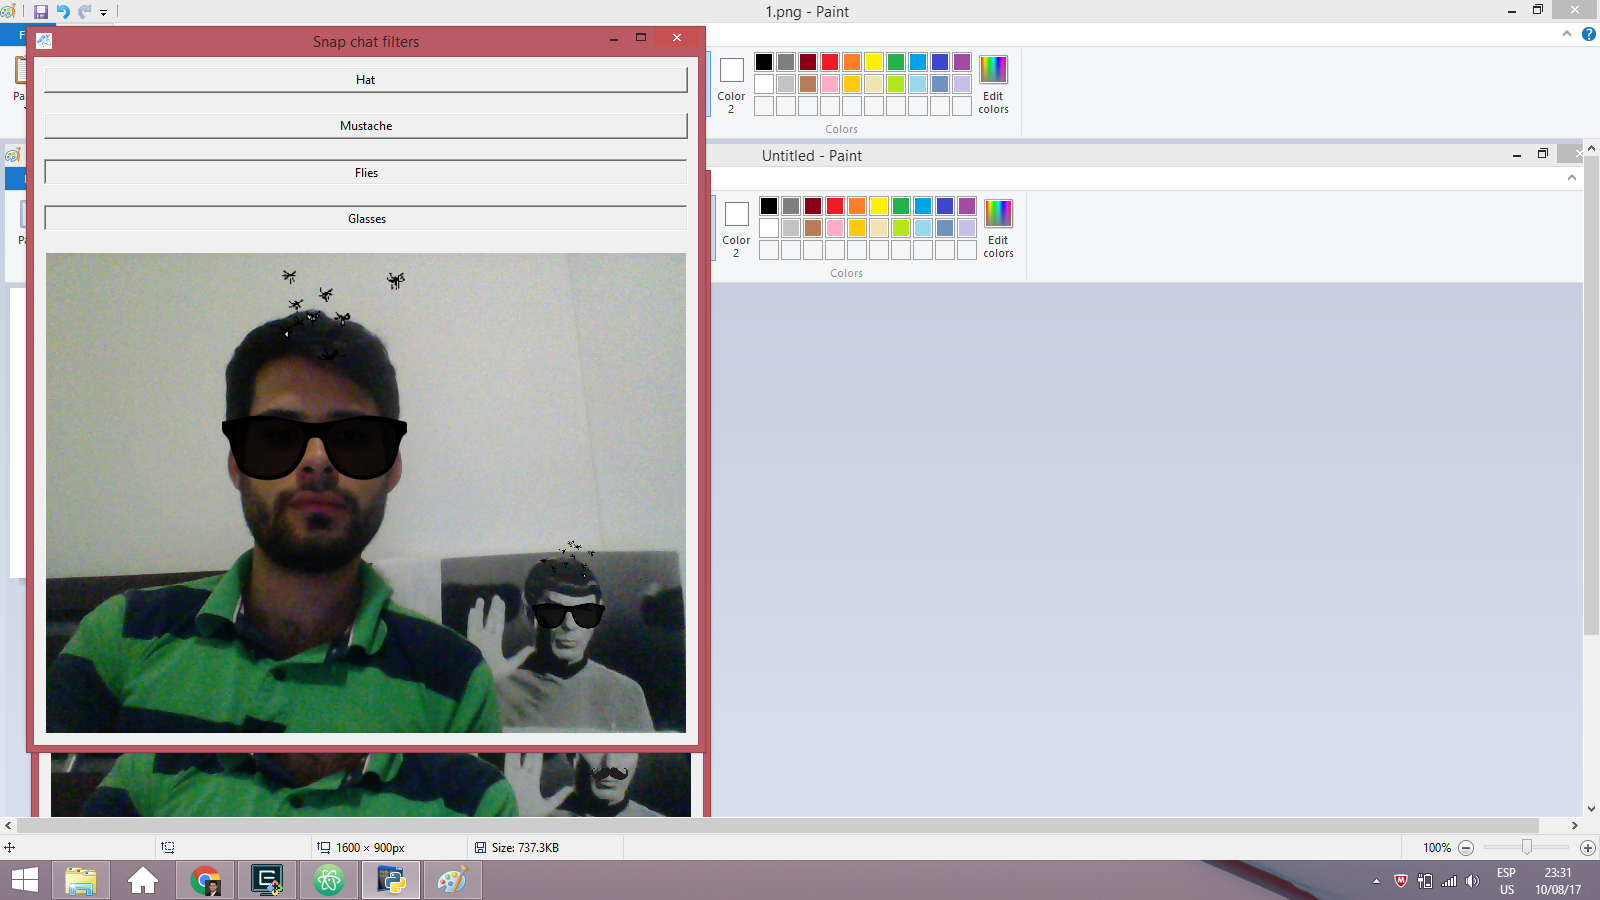 1.png - Paint
Snap chat filters
Hat
Mustache
Flies
Glasses
F
Pa
Color
2
Edit
colors
Colors
Untitled - Paint
Pa
Color
2
Edit
colors
Colors
1600 × 900px
Size: 737.3KB
100%
ESP
US
23:31
10/08/17